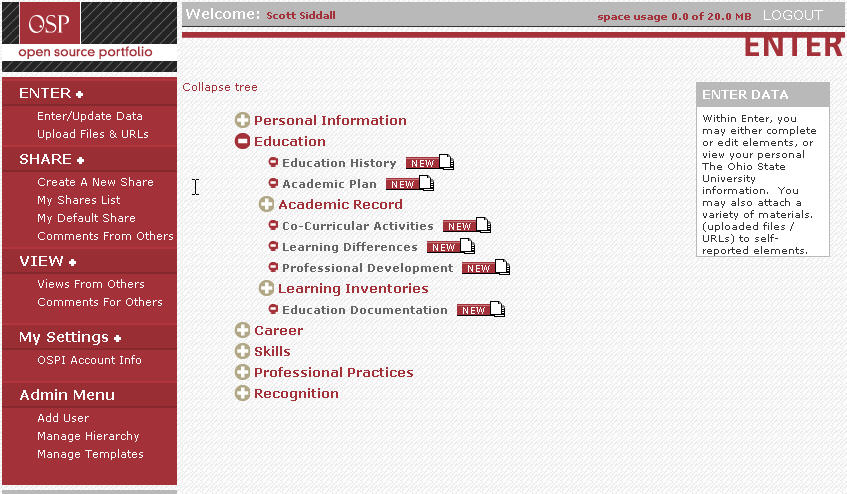 OSP
open source portfolio
Welcome: Scott Siddall
space usage 0.0 of 20.0 MB
LOGOUT
ENTER
ENTER
Enter/Update Data
Upload Files & URLs
SHARE
Create A New Share
My Shares List
My Default Share
Comments From Others
VIEW
Views From Others
Comments For Others
My Settings
OSPI Account Info
Admin Menu
Add User
Manage Hierarchy
Manage Templates
Collapse tree
Personal Information
Education
Education History NEW
Academic Plan NEW
Academic Record
Co-Curricular Activities NEW
Learning Differences NEW
Professional Development NEW
Learning Inventories
Education Documentation NEW
Career
Skills
Professional Practices
Recognition
ENTER DATA
Within Enter, you
may either complete
or edit elements, or
view your personal
The Ohio State
University
information. You
may also attach a
variety of materials.
(uploaded files /
URLs) to self-
reported elements.